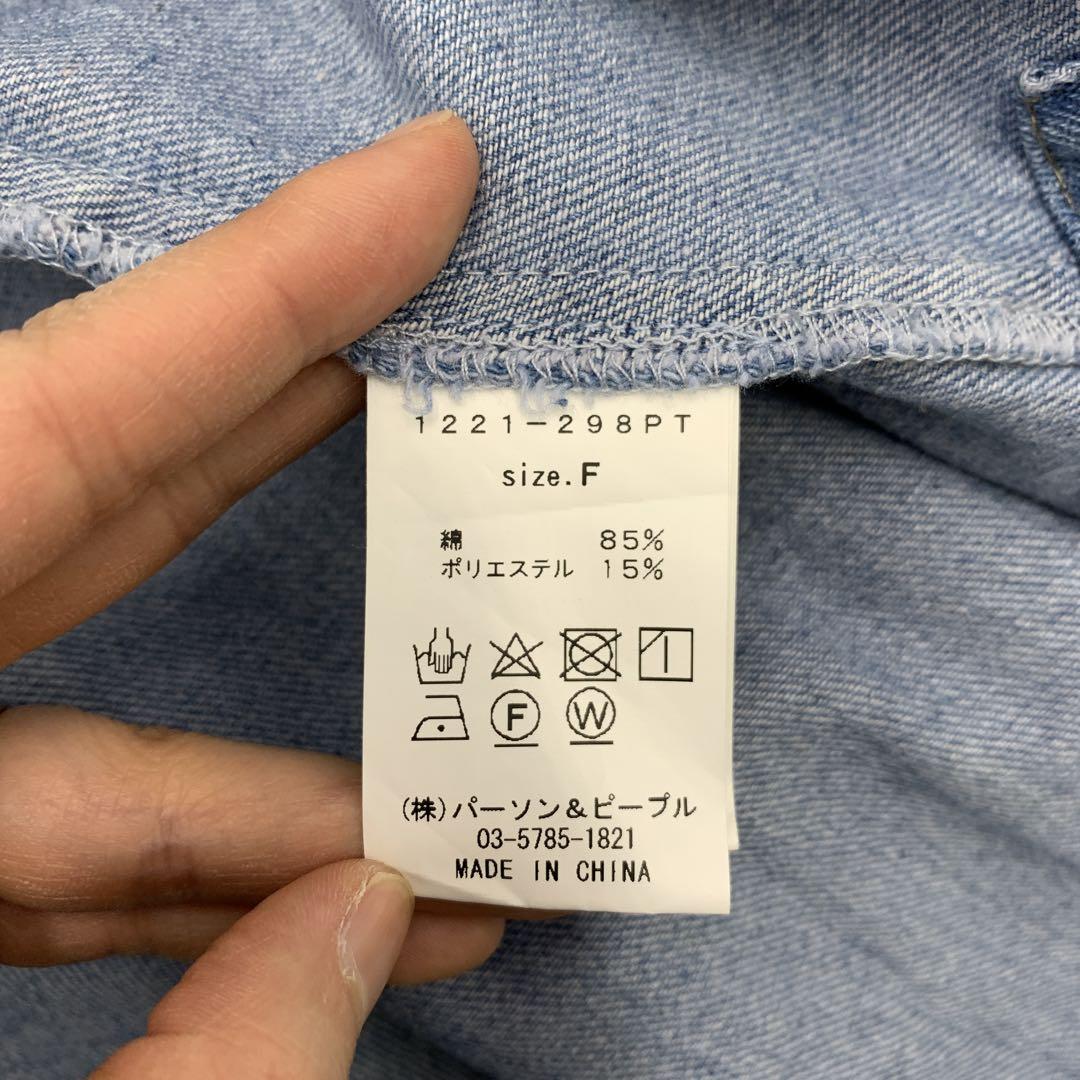 1221-298PT
size.F
綿 85%
ポリエステル 15%
F W
(株)パーソン&ピープル
03-5785-1821
MADE IN CHINA